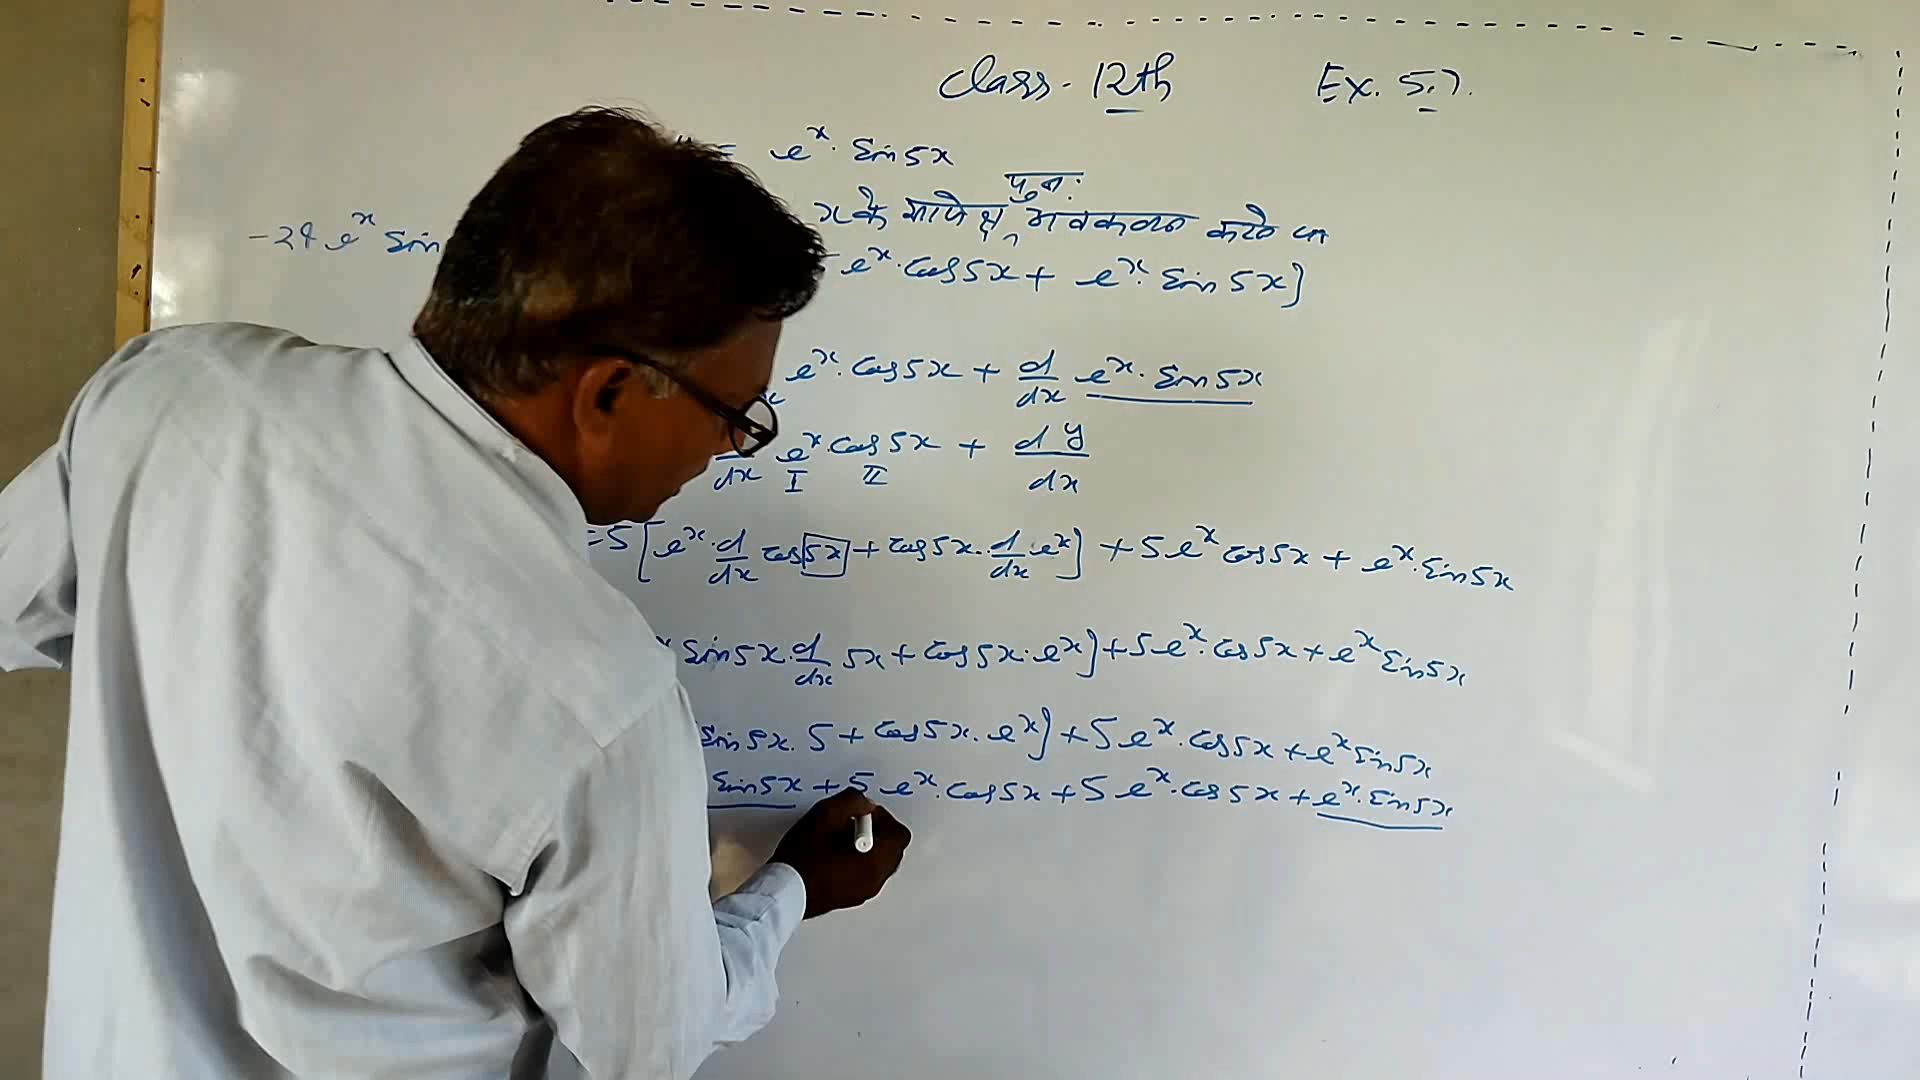 Class - 12th Ex. 5.7.
= e^x · Sin 5x
पुनः
x के सापेक्ष, अवकलन करने पर
-24 e^x Sin
e^x · Cos 5x + e^x · Sin 5x]
e^x · Cos 5x + d/dx e^x · Sin 5x
dx e^x · Cos 5x + dy/dx
I II
= 5 [e^x · d/dx cos 5x + cos 5x · d/dx e^x] + 5 e^x cos 5x + e^x · Sin 5x
Sin 5x · d/dx 5x + cos 5x · e^x] + 5 e^x · cos 5x + e^x Sin 5x
Sin 5x · 5 + cos 5x · e^x] + 5 e^x · cos 5x + e^x Sin 5x
Sin 5x + 5 e^x · cos 5x + 5 e^x · cos 5x + e^x · Sin 5x